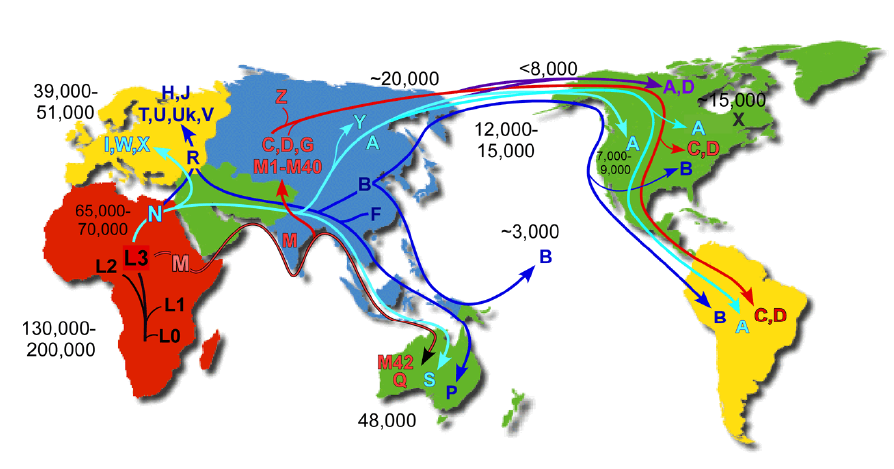 39,000-
51,000
H,J
T,U,Uk,V
I,W,X
R
65,000-
70,000
N
L3
L2
M
L1
L0
130,000-
200,000
Z
C,D,G
M1-M40
Y
A
B
F
M
~20,000
<8,000
12,000-
15,000
~3,000
B
M42
Q
S
P
48,000
A,D
~15,000
X
A
7,000-
9,000
A
C,D
B
B
A
C,D